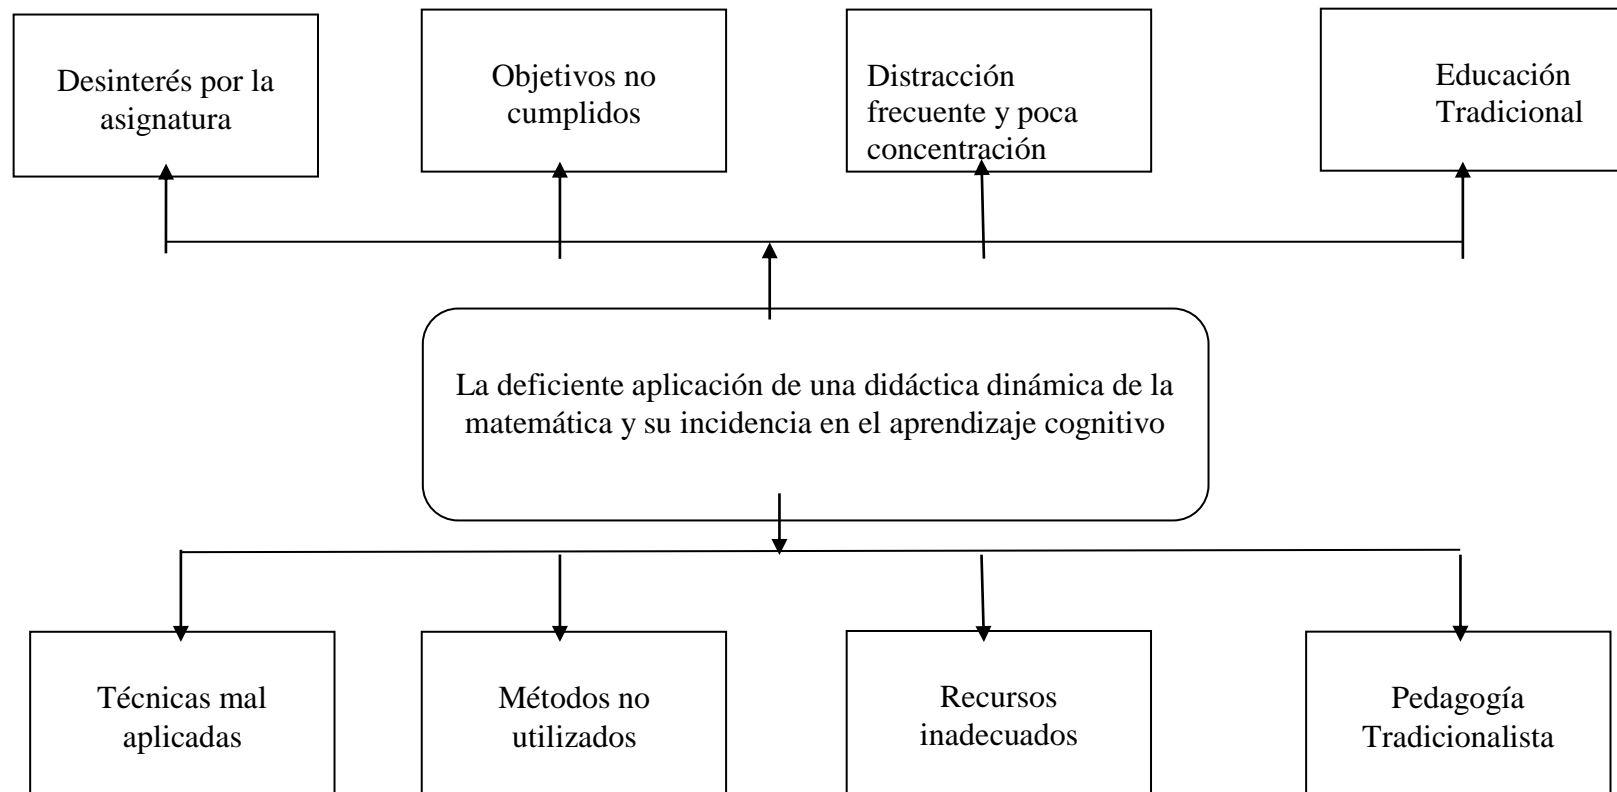 Desinterés por la
asignatura
Objetivos no
cumplidos
Distracción
frecuente y poca
concentración
Educación
Tradicional
La deficiente aplicación de una didáctica dinámica de la
matemática y su incidencia en el aprendizaje cognitivo
Técnicas mal
aplicadas
Métodos no
utilizados
Recursos
inadecuados
Pedagogía
Tradicionalista